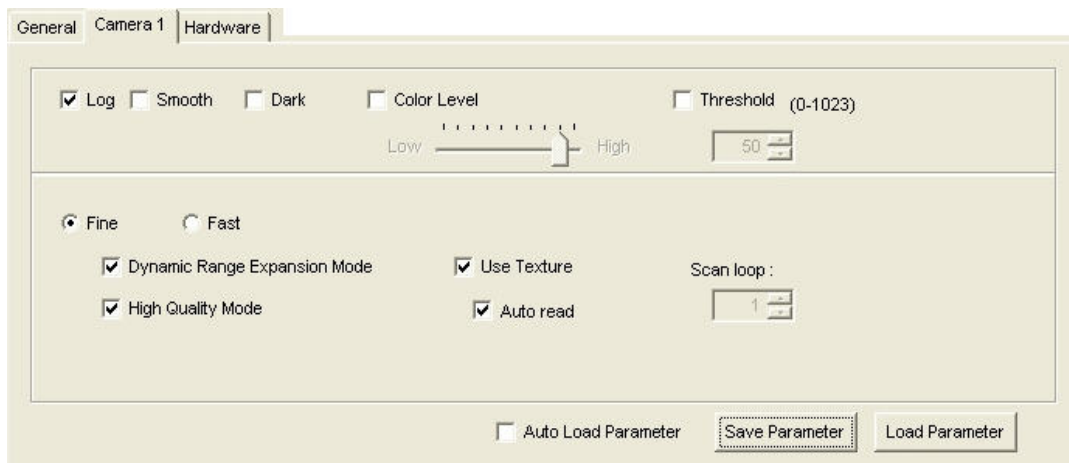 General Camera 1 Hardware
Log Smooth Dark Color Level Threshold (0-1023)
Low High 50
Fine Fast
Dynamic Range Expansion Mode Use Texture Scan loop :
High Quality Mode Auto read 1
Auto Load Parameter Save Parameter Load Parameter